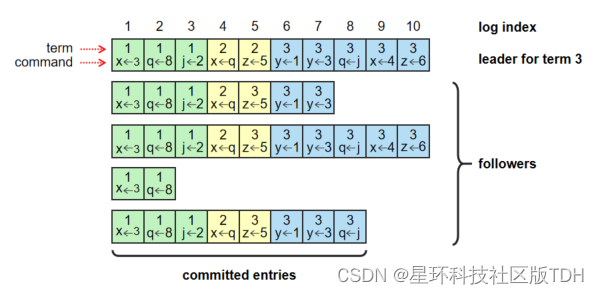 1 2 3 4 5 6 7 8 9 10 log index
term 1 1 1 2 2 3 3 3 3 3
command x←3 q←8 j←2 x←q z←5 y←1 y←3 q←j x←4 z←6 leader for term 3
1 1 1 2 3 3 3
x←3 q←8 j←2 x←q z←5 y←1 y←3
1 1 1 2 2 3 3 3 3 3
x←3 q←8 j←2 x←q z←5 y←1 y←3 q←j x←4 z←6
followers
1 1
x←3 q←8
1 1 1 2 3 3 3 3
x←3 q←8 j←2 x←q z←5 y←1 y←3 q←j
committed entries
CSDN @星环科技社区版TDH